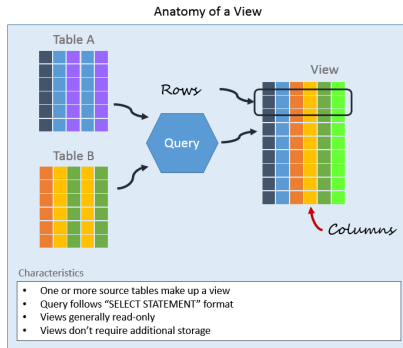 Anatomy of a View
Table A
Rows
View
Query
Table B
Columns
Characteristics
• One or more source tables make up a view
• Query follows “SELECT STATEMENT” format
• Views generally read-only
• Views don’t require additional storage